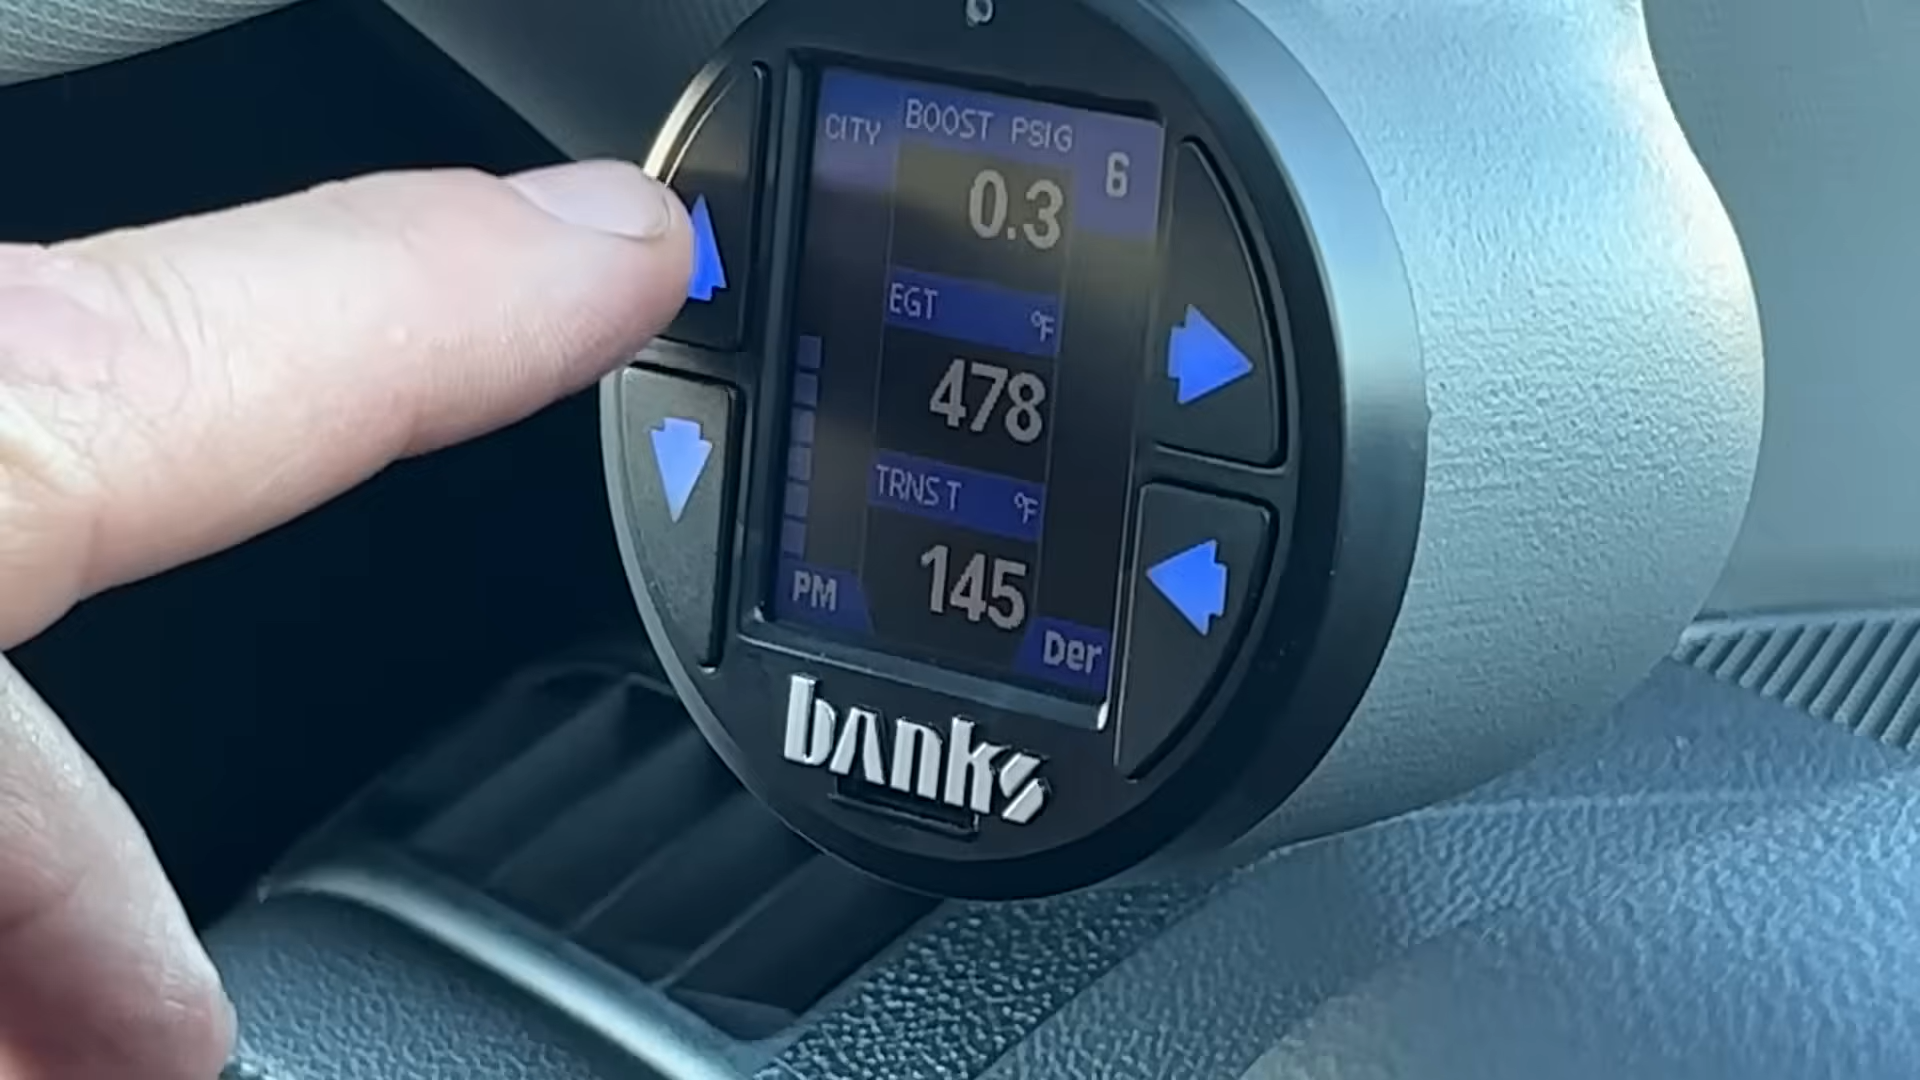 CITY
BOOST PSIG
6
0.3
EGT °F
478
TRNS T °F
145
PM
Der
banks